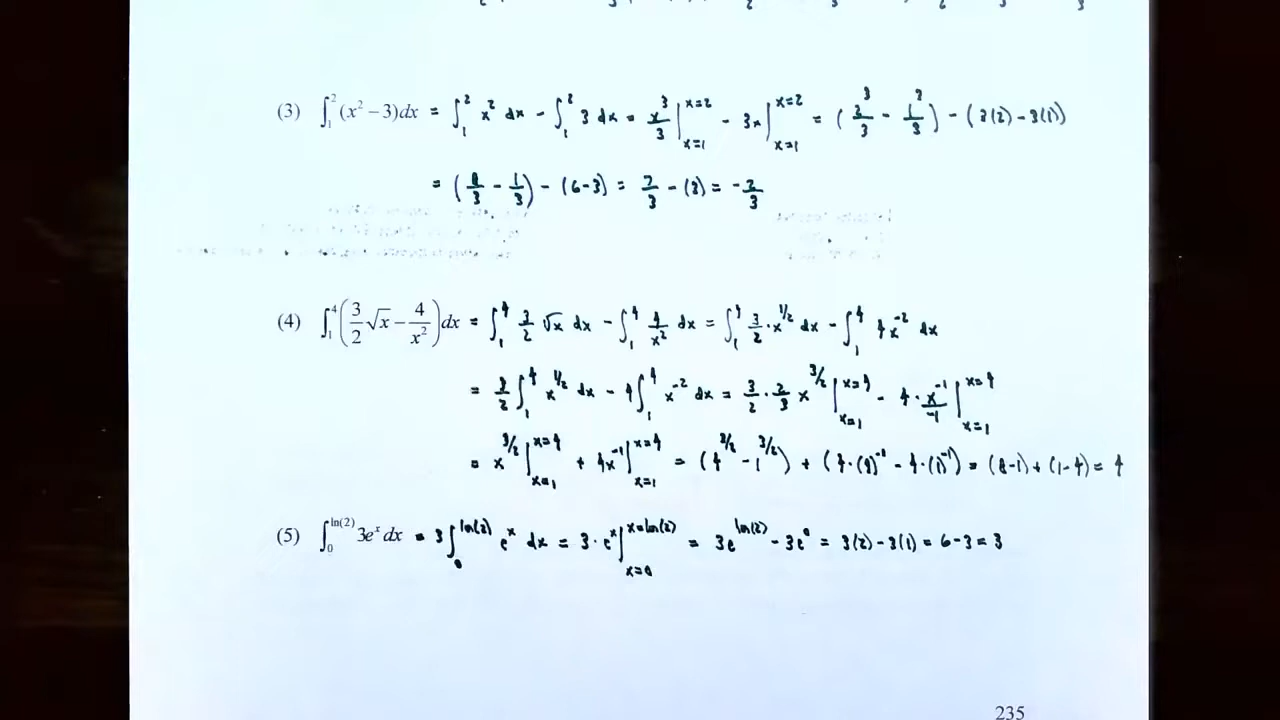 (3) ∫₁² (x² − 3)dx = ∫₁² x² dx − ∫₁² 3 dx = x³/3 |ₓ₌₁ˣ⁼² − 3x |ₓ₌₁ˣ⁼² = (2³/3 − 1³/3) − (3(2) − 3(1))
= (8/3 − 1/3) − (6−3) = 7/3 − (3) = −2/3
(4) ∫₁⁴ (3/2 √x − 4/x²) dx = ∫₁⁴ 3/2 √x dx − ∫₁⁴ 4/x² dx = ∫₁⁴ 3/2 · x^(1/2) dx − ∫₁⁴ 4x⁻² dx
= 3/2 ∫₁⁴ x^(1/2) dx − 4 ∫₁⁴ x⁻² dx = 3/2 · 2/3 x^(3/2) |ₓ₌₁ˣ⁼⁴ − 4 · x⁻¹/−1 |ₓ₌₁ˣ⁼⁴
= x^(3/2) |ₓ₌₁ˣ⁼⁴ + 4x⁻¹ |ₓ₌₁ˣ⁼⁴ = (4^(3/2) − 1^(3/2)) + (4·(4)⁻¹ − 4·(1)⁻¹) = (8−1) + (1−4) = 4
(5) ∫₀^ln(2) 3eˣ dx = 3 ∫₀^ln(2) eˣ dx = 3 · eˣ |ₓ₌₀^(x=ln(2)) = 3e^ln(2) − 3e⁰ = 3(2) − 3(1) = 6 − 3 = 3
235